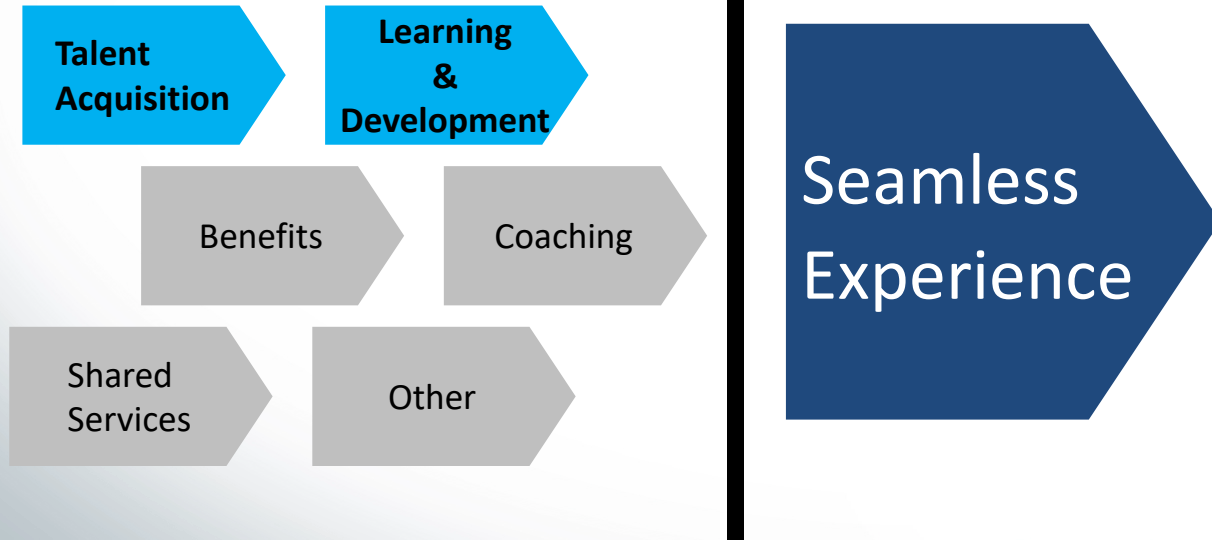 Talent
Acquisition
Learning
&
Development
Benefits
Coaching
Shared
Services
Other
Seamless
Experience